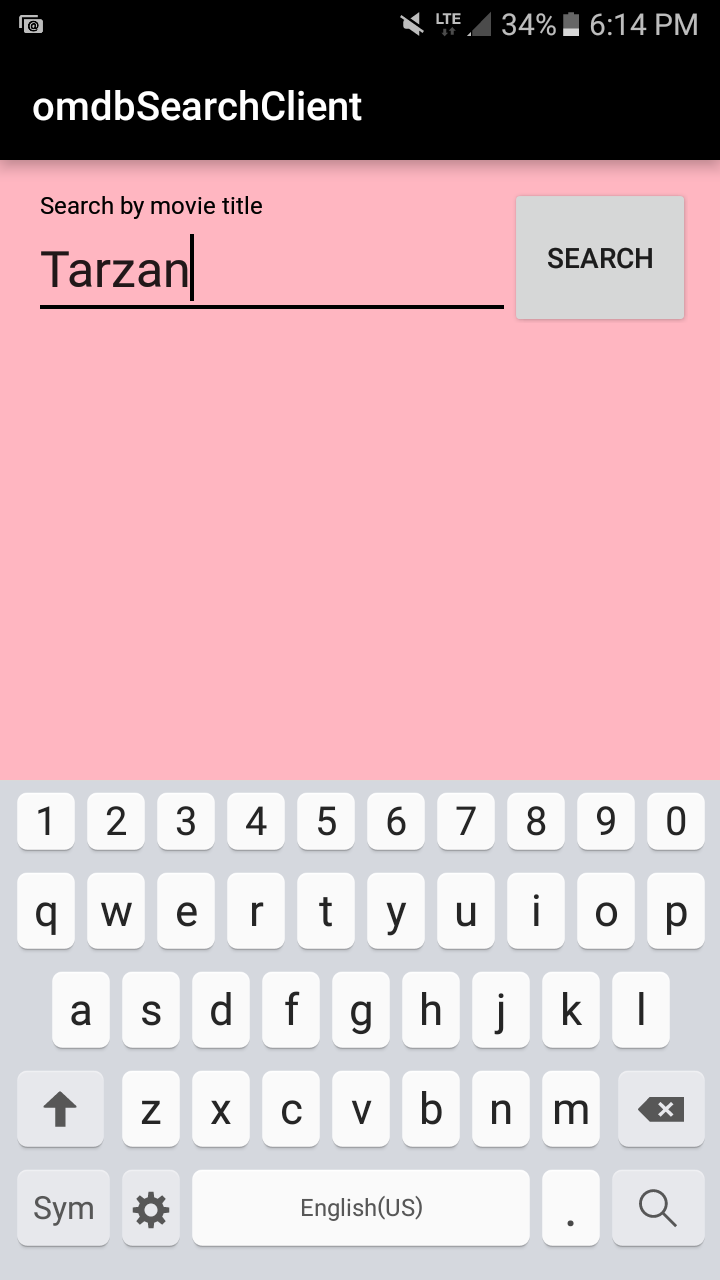 LTE 34% 6:14 PM
omdbSearchClient
Search by movie title
Tarzan
SEARCH
1 2 3 4 5 6 7 8 9 0
q w e r t y u i o p
a s d f g h j k l
z x c v b n m
Sym English(US) .